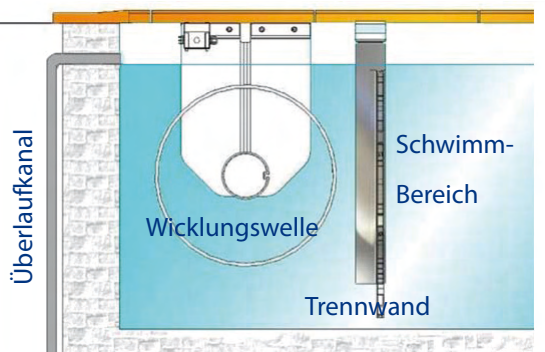 Überlaufkanal
Wicklungswelle
Schwimm-
Bereich
Trennwand